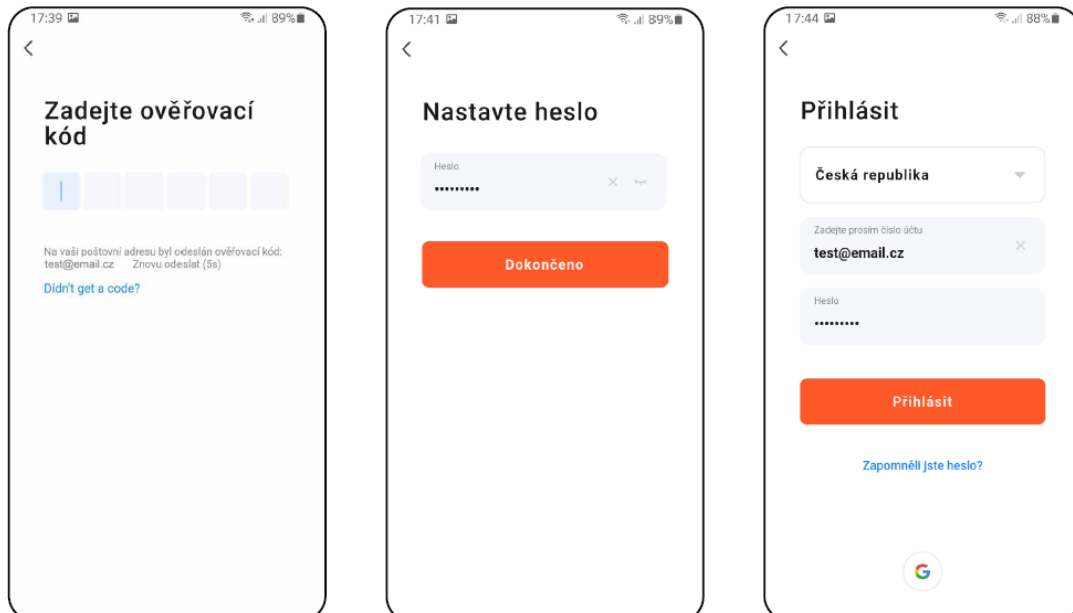 17:39 89%
Zadejte ověřovací
kód
Na vaši poštovní adresu byl odeslán ověřovací kód:
test@email.cz Znovu odeslat (5s)
Didn't get a code?
17:41 89%
Nastavte heslo
Heslo
•••••••••
Dokončeno
17:44 88%
Přihlásit
Česká republika
Zadejte prosím číslo účtu
test@email.cz
Heslo
•••••••••
Přihlásit
Zapomněli jste heslo?
G